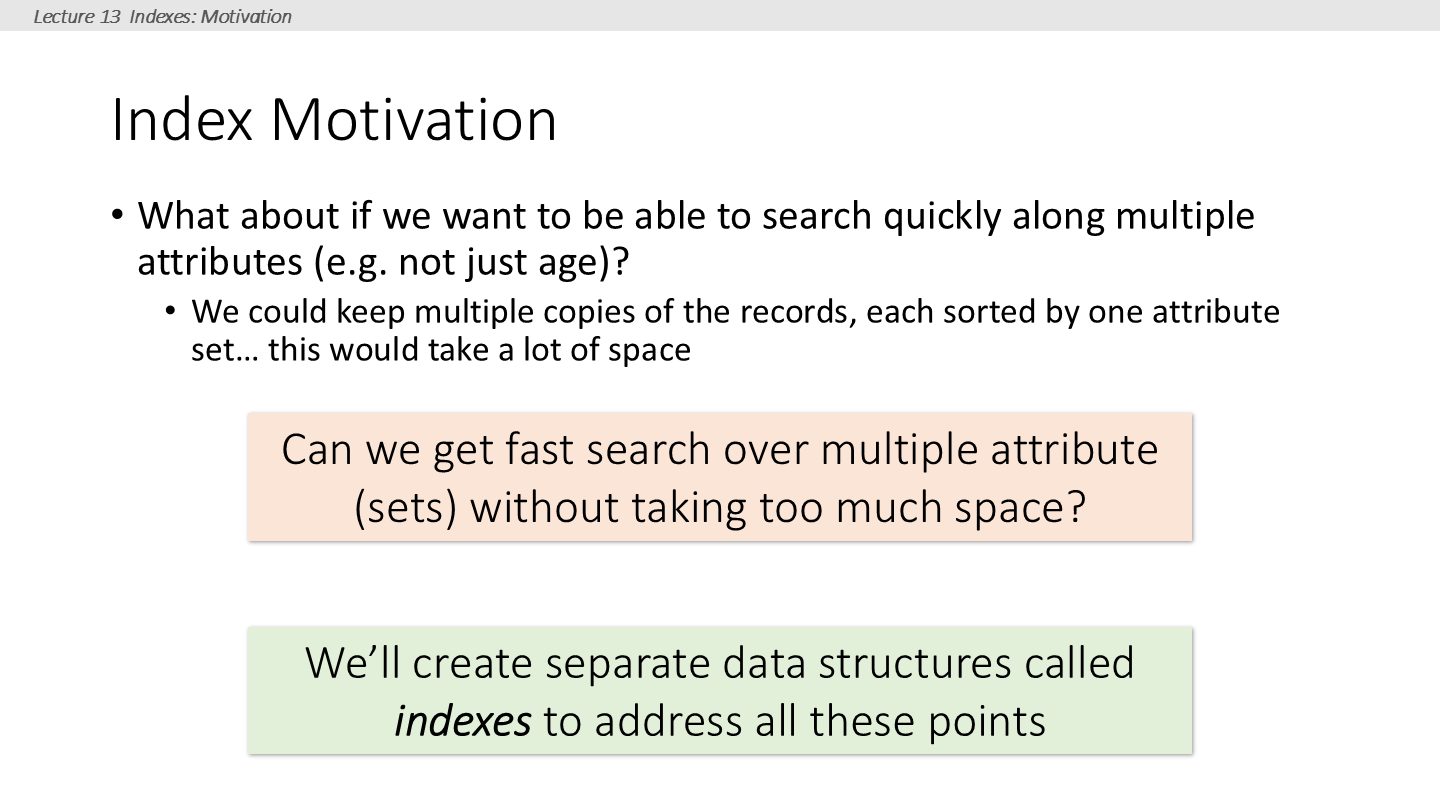 Lecture 13 Indexes: Motivation
Index Motivation
• What about if we want to be able to search quickly along multiple
attributes (e.g. not just age)?
• We could keep multiple copies of the records, each sorted by one attribute
set… this would take a lot of space
Can we get fast search over multiple attribute
(sets) without taking too much space?
We’ll create separate data structures called
indexes to address all these points